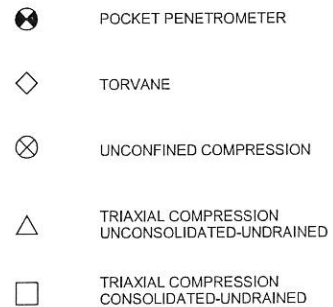 POCKET PENETROMETER
TORVANE
UNCONFINED COMPRESSION
TRIAXIAL COMPRESSION
UNCONSOLIDATED-UNDRAINED
TRIAXIAL COMPRESSION
CONSOLIDATED-UNDRAINED